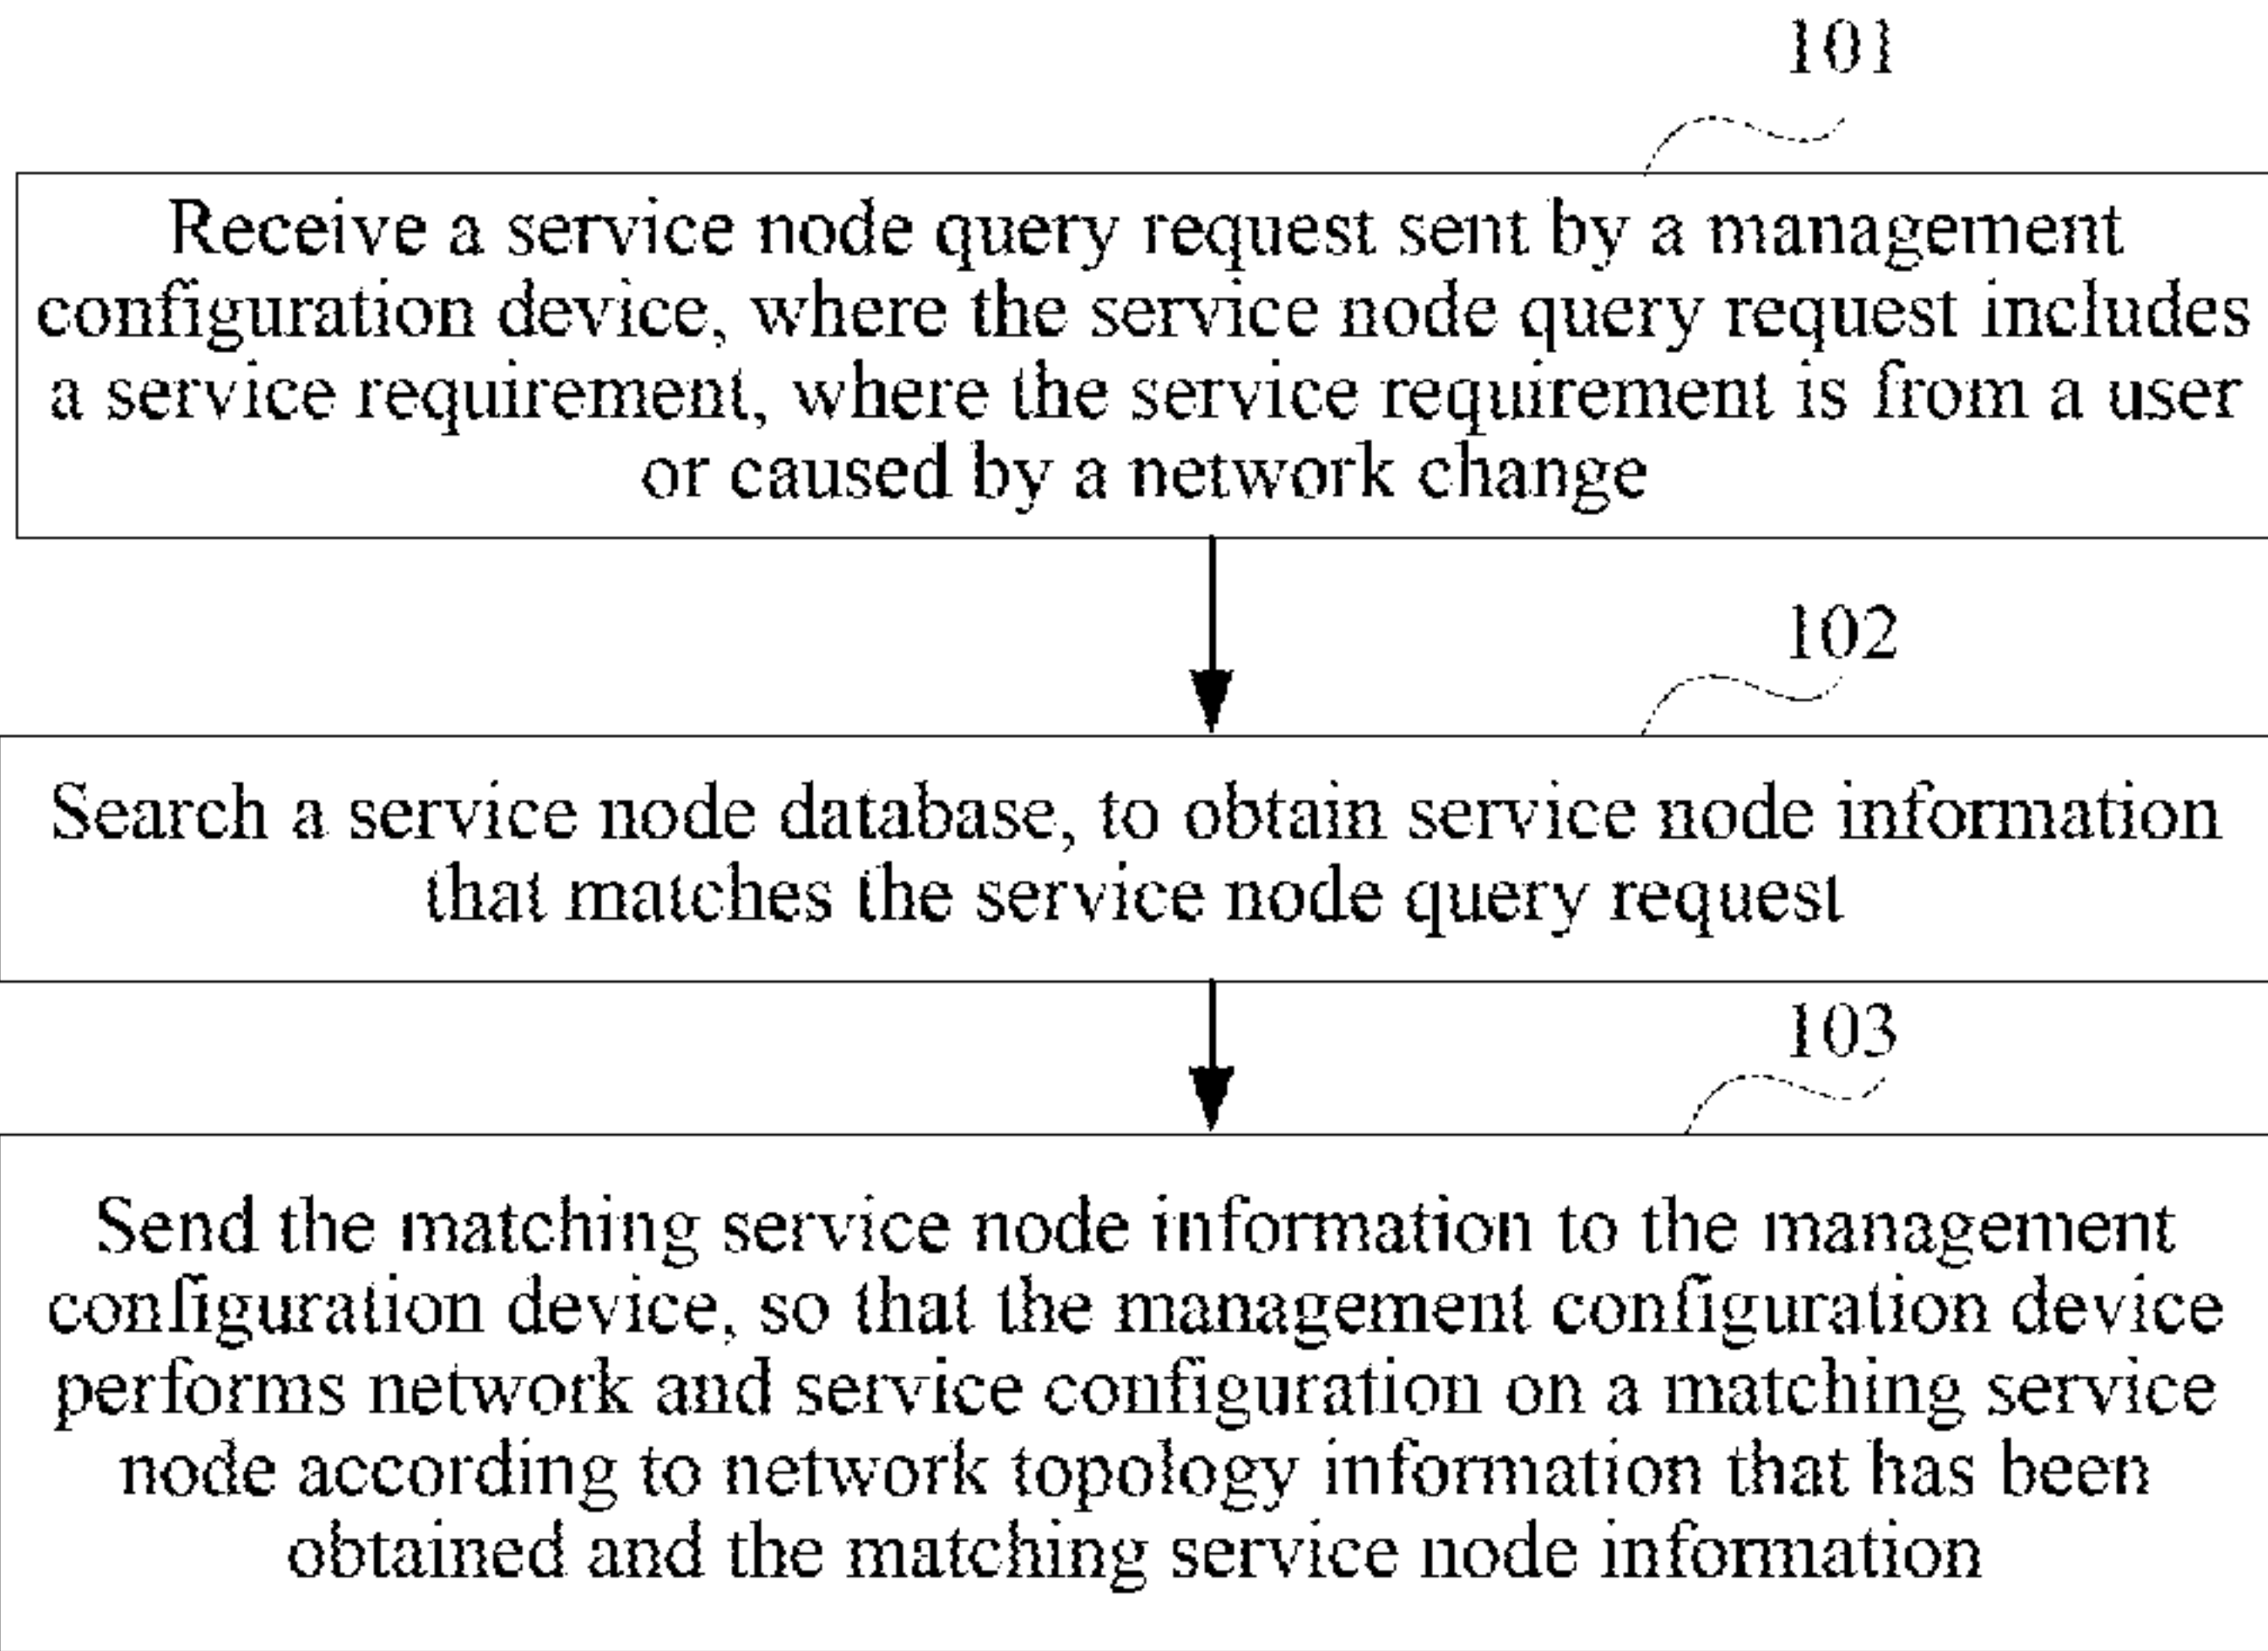 101
Receive a service node query request sent by a management
configuration device, where the service node query request includes
a service requirement, where the service requirement is from a user
or caused by a network change
102
Search a service node database, to obtain service node information
that matches the service node query request
103
Send the matching service node information to the management
configuration device, so that the management configuration device
performs network and service configuration on a matching service
node according to network topology information that has been
obtained and the matching service node information